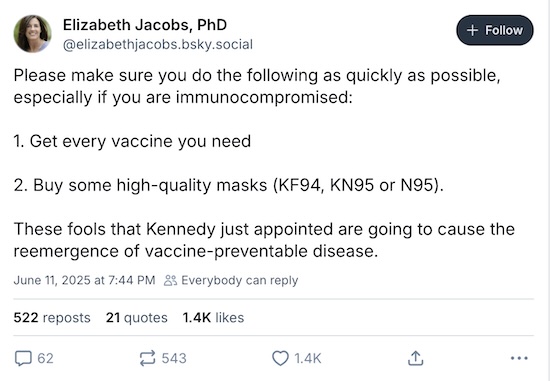 Elizabeth Jacobs, PhD
@elizabethjacobs.bsky.social
+ Follow
Please make sure you do the following as quickly as possible,
especially if you are immunocompromised:
1. Get every vaccine you need
2. Buy some high-quality masks (KF94, KN95 or N95).
These fools that Kennedy just appointed are going to cause the
reemergence of vaccine-preventable disease.
June 11, 2025 at 7:44 PM Everybody can reply
522 reposts 21 quotes 1.4K likes
62 543 1.4K